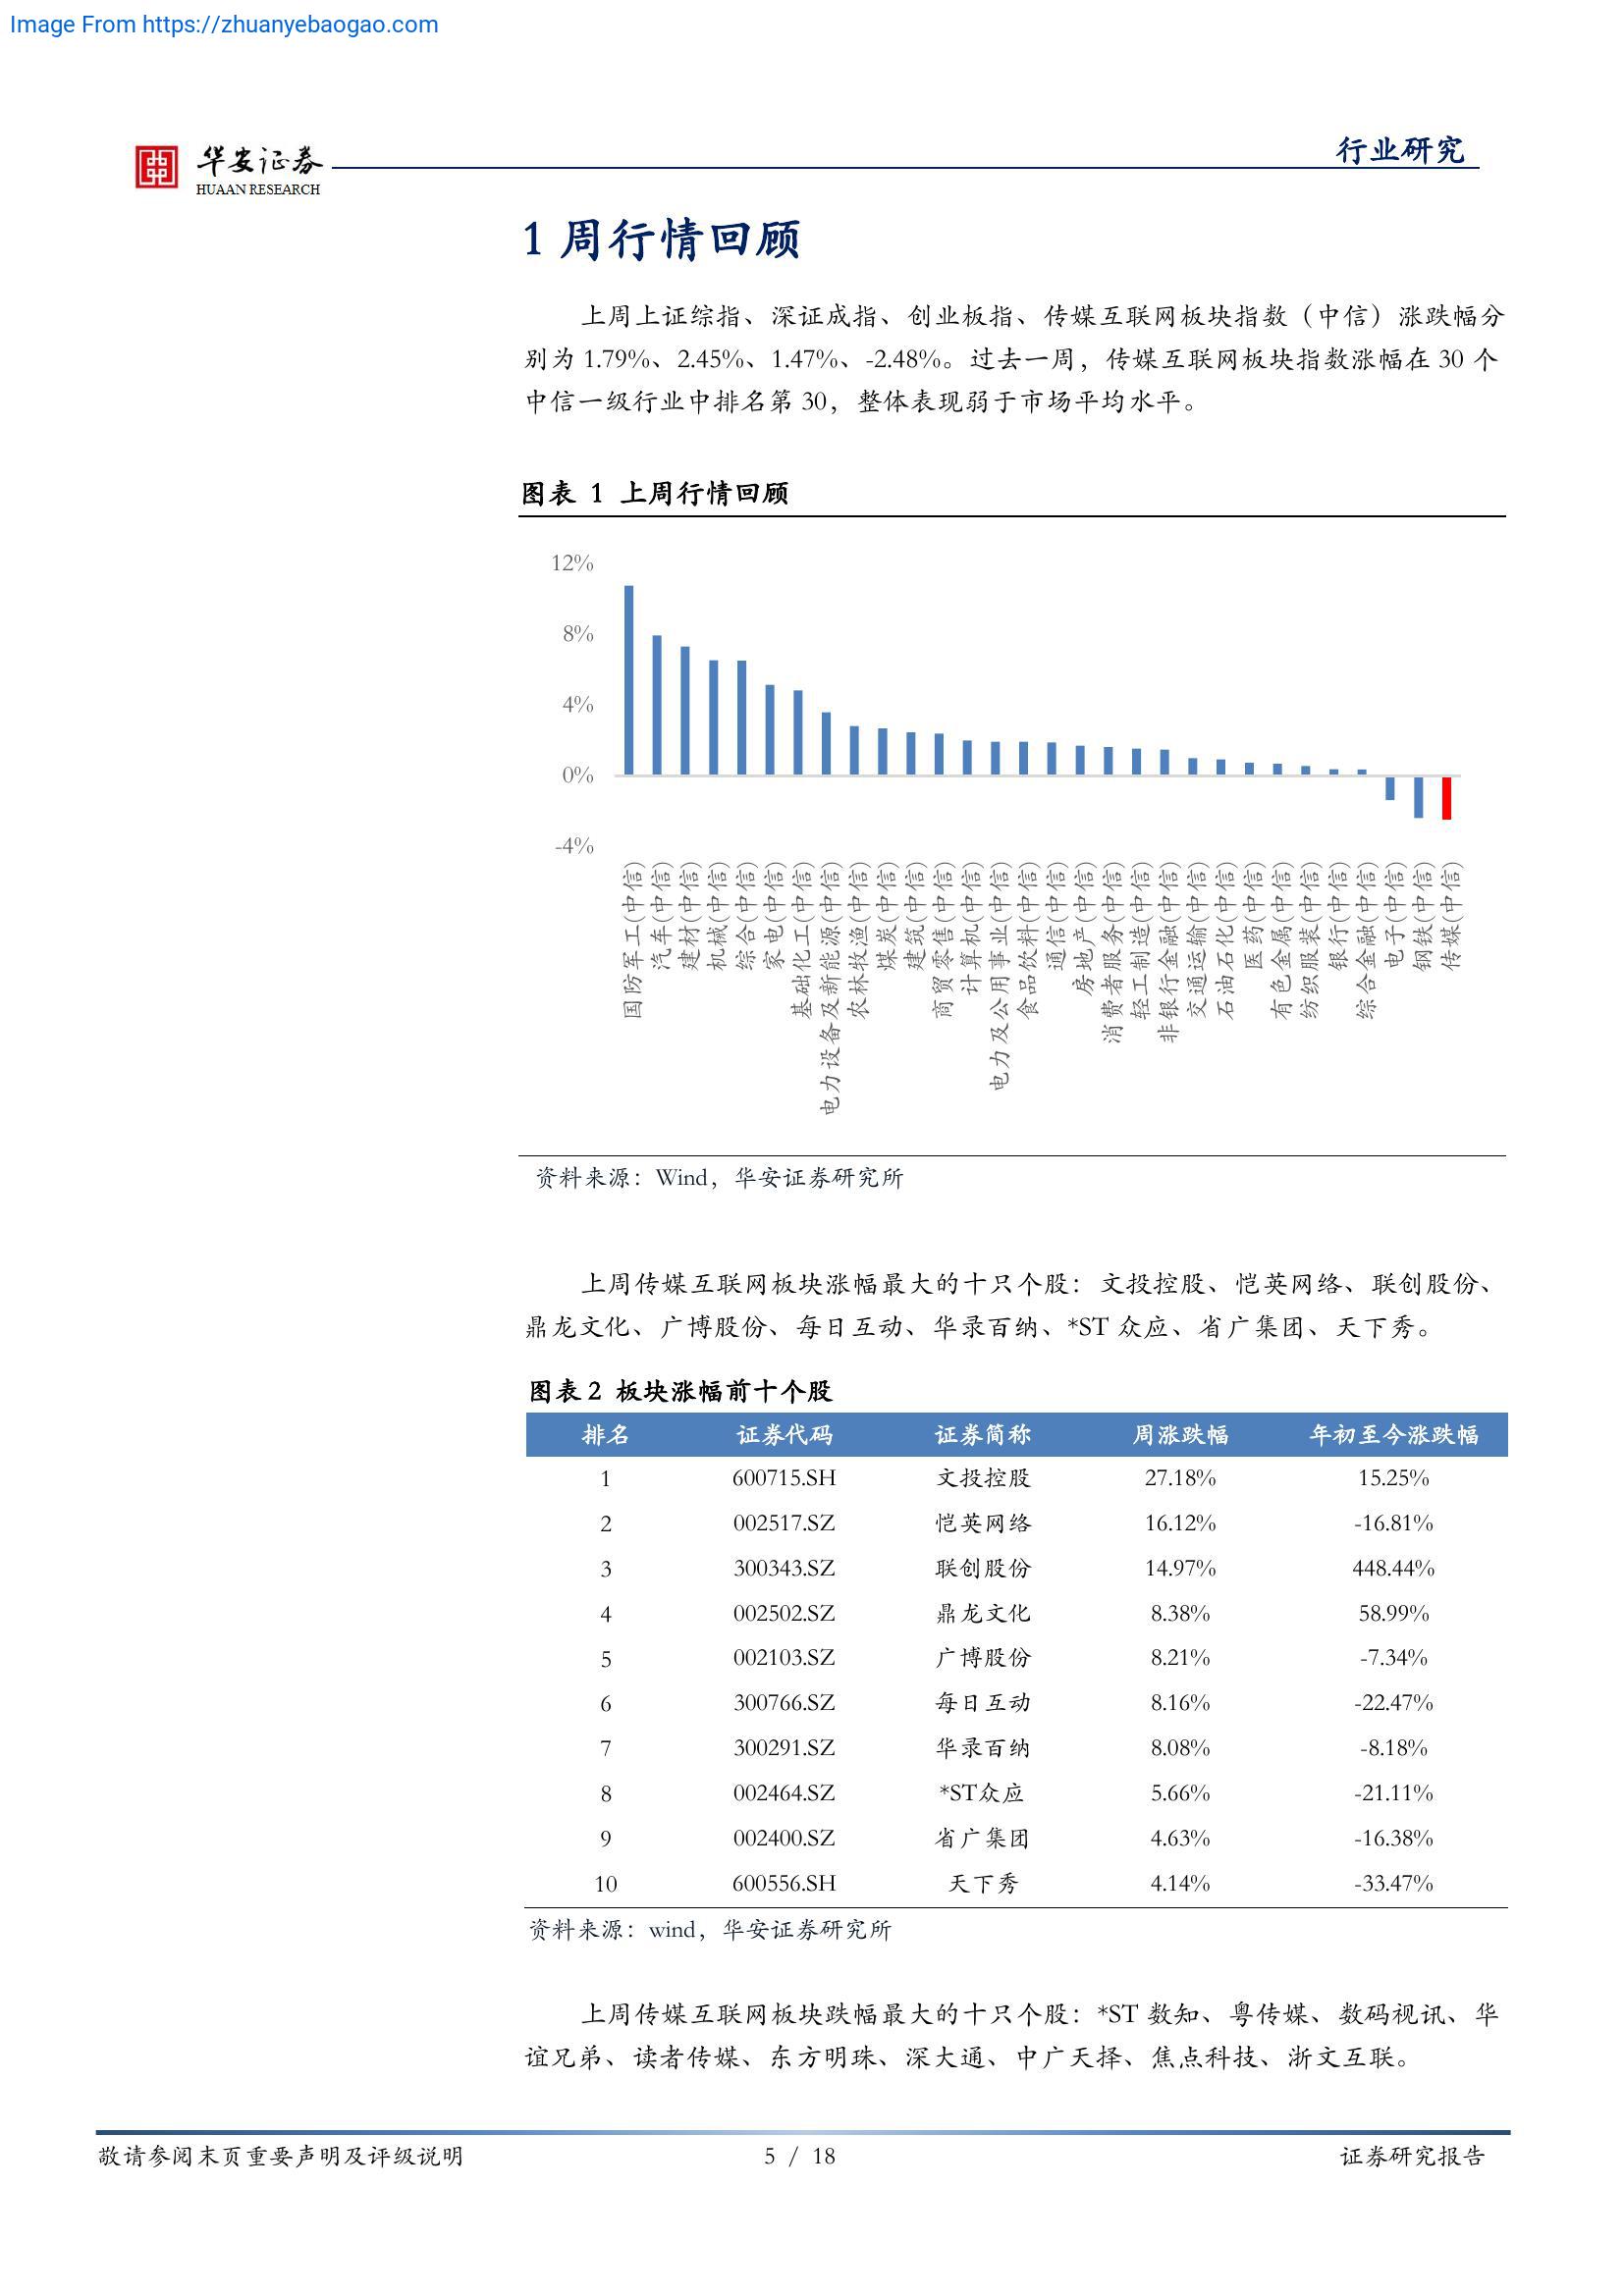 Image From https://zhuanyebaogao.com
华安证券
HUAAN RESEARCH
行业研究
1 周行情回顾
上周上证综指、深证成指、创业板指、传媒互联网板块指数（中信）涨跌幅分
别为 1.79%、2.45%、1.47%、-2.48%。过去一周，传媒互联网板块指数涨幅在 30 个
中信一级行业中排名第 30，整体表现弱于市场平均水平。
图表 1 上周行情回顾
12%
8%
4%
0%
-4%
国防军工(中信)
汽车(中信)
建材(中信)
机械(中信)
综合(中信)
家电(中信)
基础化工(中信)
电力设备及新能源(中信)
农林牧渔(中信)
煤炭(中信)
建筑(中信)
商贸零售(中信)
计算机(中信)
电力及公用事业(中信)
食品饮料(中信)
通信(中信)
房地产(中信)
消费者服务(中信)
轻工制造(中信)
非银行金融(中信)
交通运输(中信)
石油石化(中信)
医药(中信)
有色金属(中信)
纺织服装(中信)
银行(中信)
综合金融(中信)
电子(中信)
钢铁(中信)
传媒(中信)
资料来源：Wind，华安证券研究所
上周传媒互联网板块涨幅最大的十只个股：文投控股、恺英网络、联创股份、
鼎龙文化、广博股份、每日互动、华录百纳、*ST 众应、省广集团、天下秀。
图表 2 板块涨幅前十个股
排名 证券代码 证券简称 周涨跌幅 年初至今涨跌幅
1 600715.SH 文投控股 27.18% 15.25%
2 002517.SZ 恺英网络 16.12% -16.81%
3 300343.SZ 联创股份 14.97% 448.44%
4 002502.SZ 鼎龙文化 8.38% 58.99%
5 002103.SZ 广博股份 8.21% -7.34%
6 300766.SZ 每日互动 8.16% -22.47%
7 300291.SZ 华录百纳 8.08% -8.18%
8 002464.SZ *ST众应 5.66% -21.11%
9 002400.SZ 省广集团 4.63% -16.38%
10 600556.SH 天下秀 4.14% -33.47%
资料来源：wind，华安证券研究所
上周传媒互联网板块跌幅最大的十只个股：*ST 数知、粤传媒、数码视讯、华
谊兄弟、读者传媒、东方明珠、深大通、中广天择、焦点科技、浙文互联。
敬请参阅末页重要声明及评级说明 5 / 18 证券研究报告